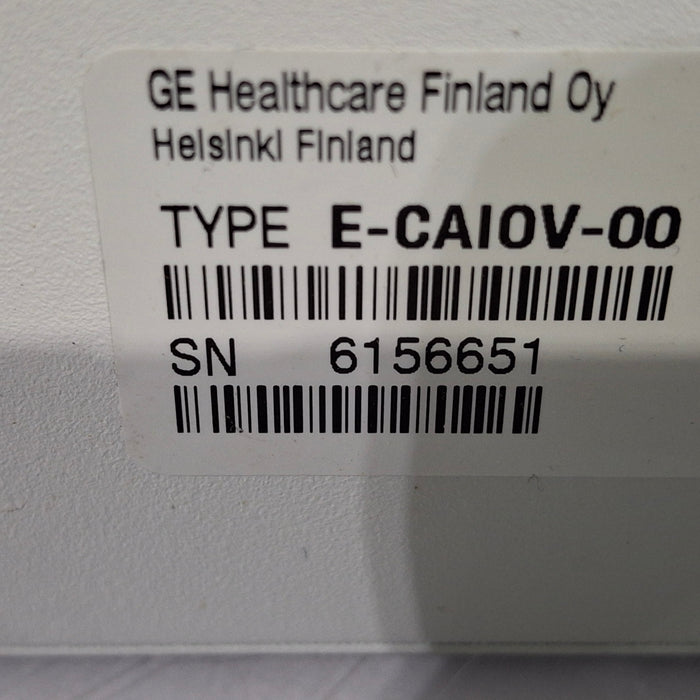 GE Healthcare Finland Oy
Helsinki Finland
TYPE E-CAIOV-00
SN 6156651